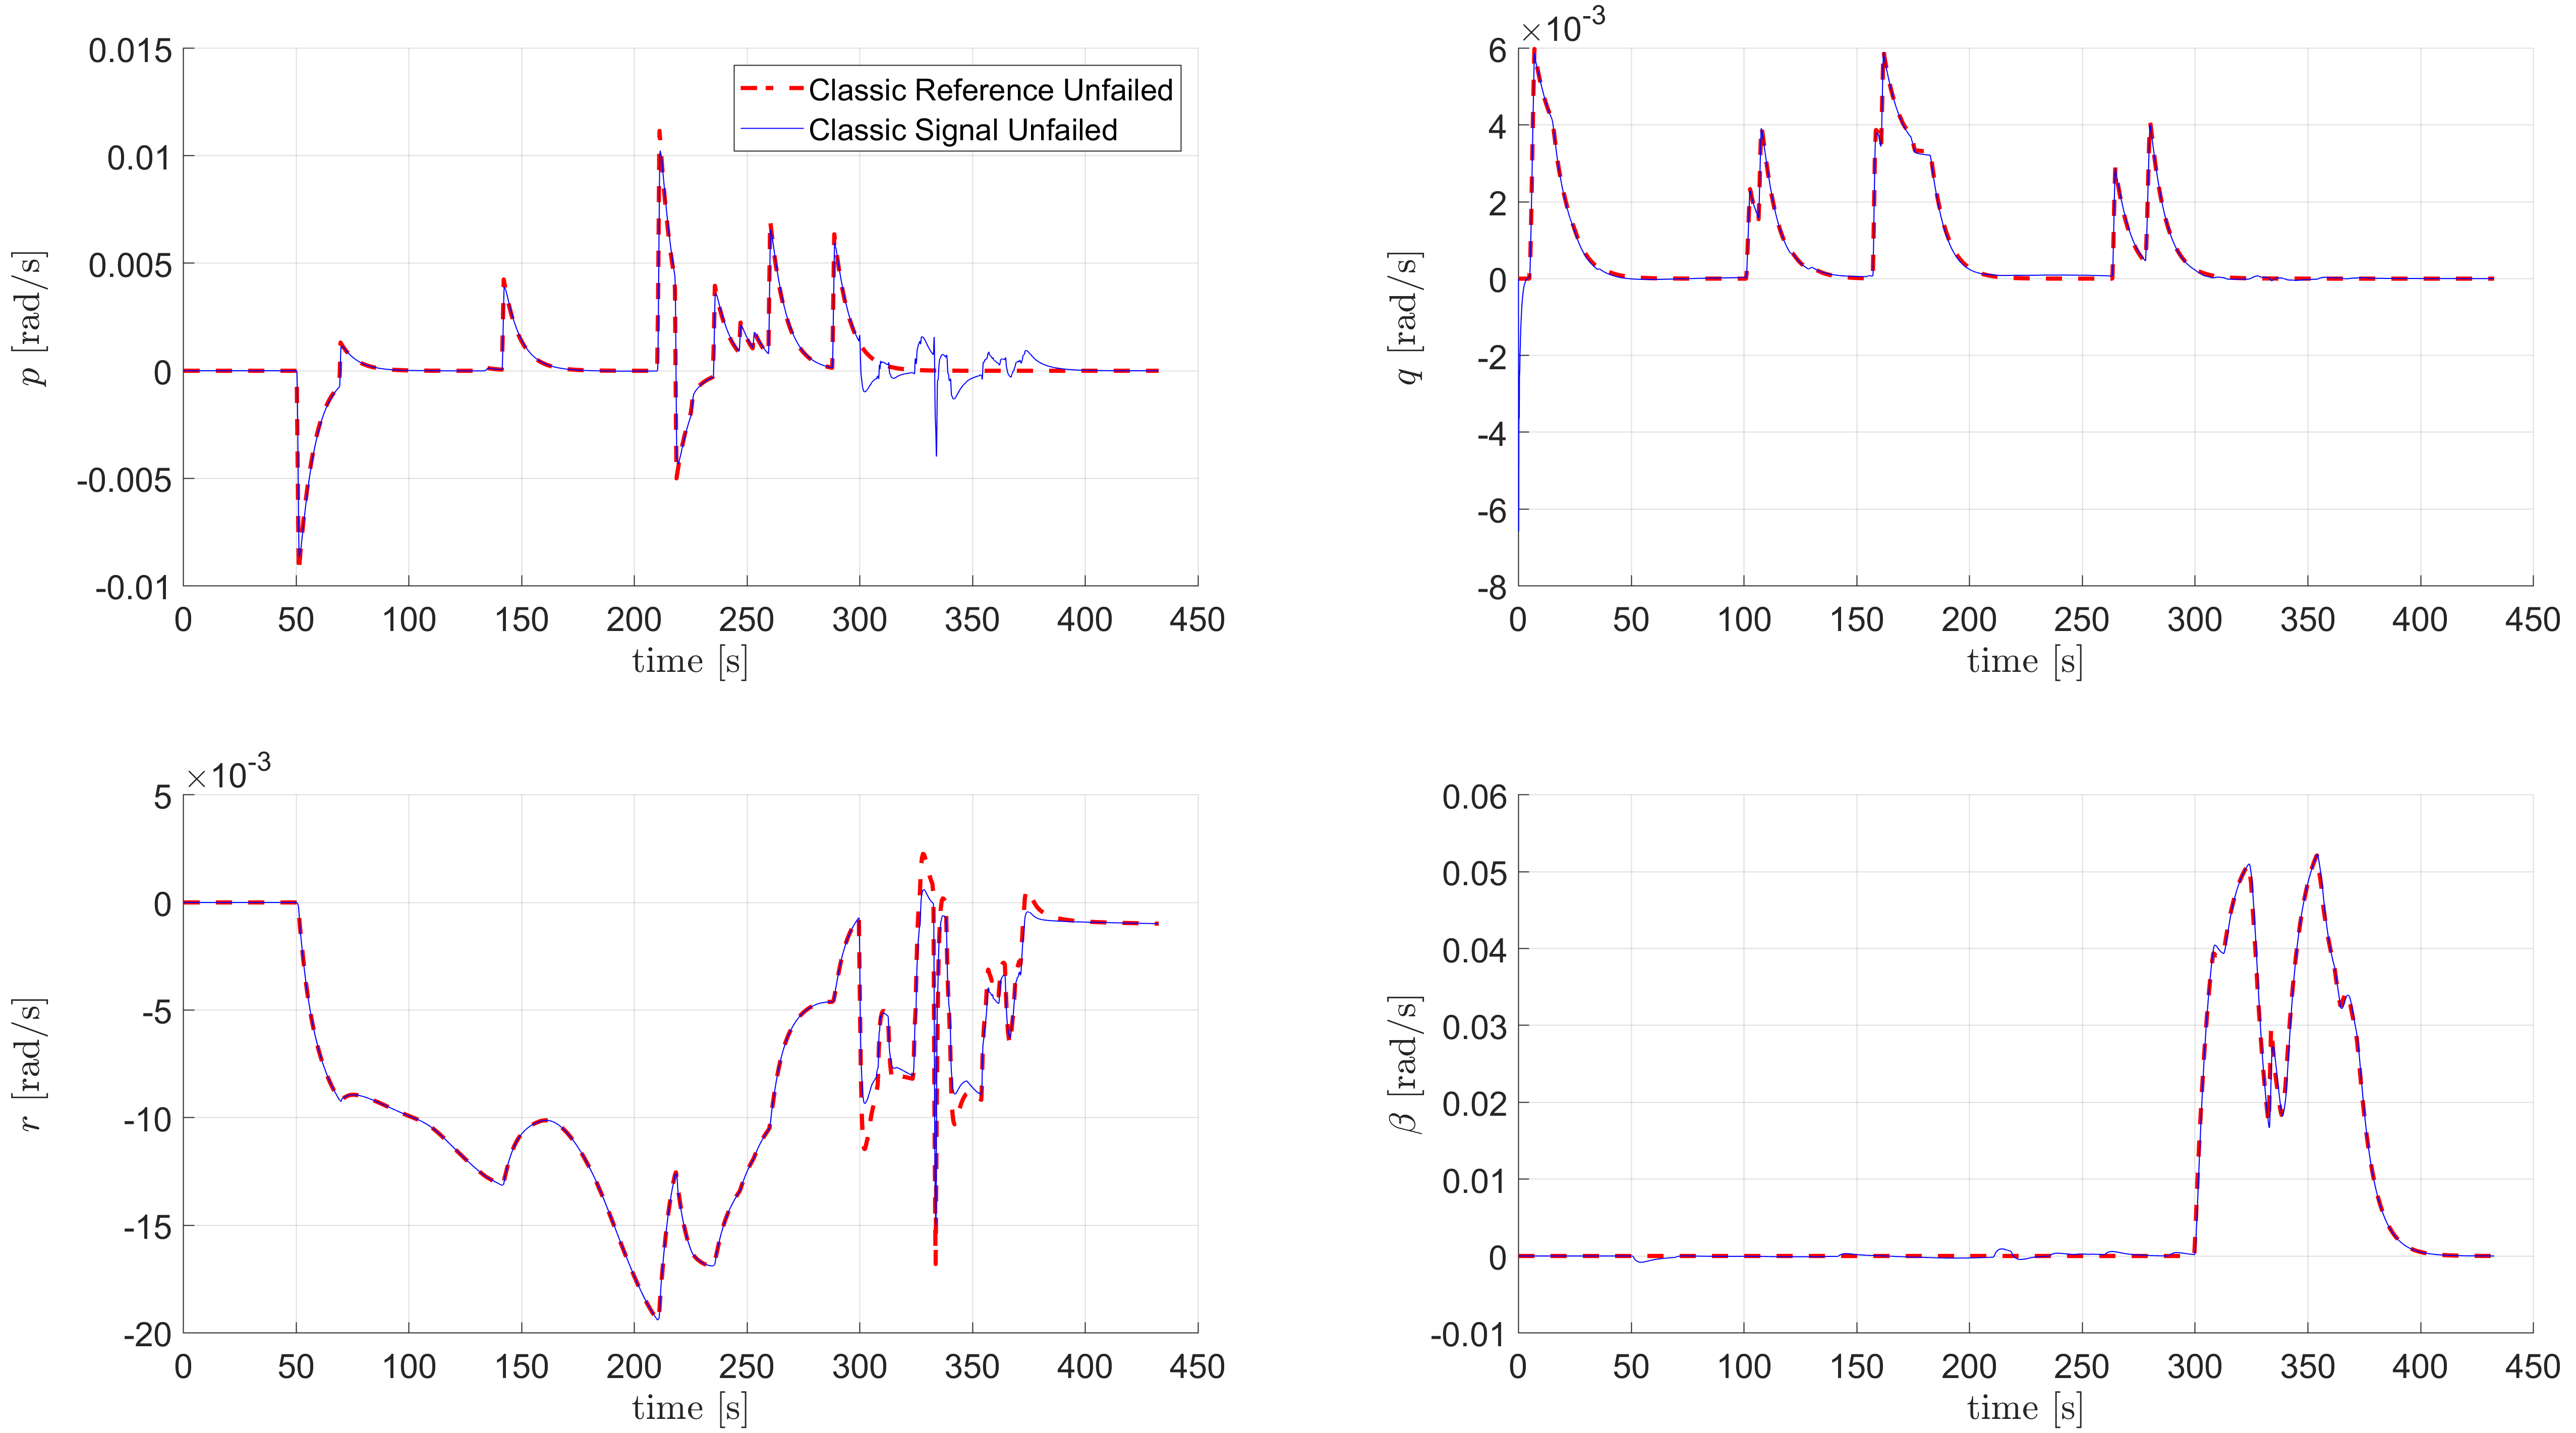 0.015
0.01
0.005
0
-0.005
-0.01
p [rad/s]
Classic Reference Unfailed
Classic Signal Unfailed
0 50 100 150 200 250 300 350 400 450
time [s]
×10-3
6
4
2
0
-2
-4
-6
-8
q [rad/s]
0 50 100 150 200 250 300 350 400 450
time [s]
×10-3
5
0
-5
-10
-15
-20
r [rad/s]
0 50 100 150 200 250 300 350 400 450
time [s]
0.06
0.05
0.04
0.03
0.02
0.01
0
-0.01
β [rad/s]
0 50 100 150 200 250 300 350 400 450
time [s]